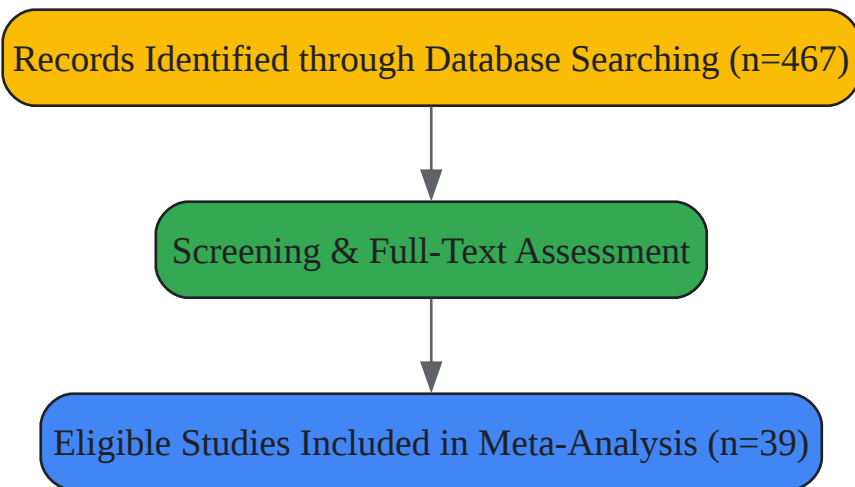 Records Identified through Database Searching (n=467)
Screening & Full-Text Assessment
Eligible Studies Included in Meta-Analysis (n=39)